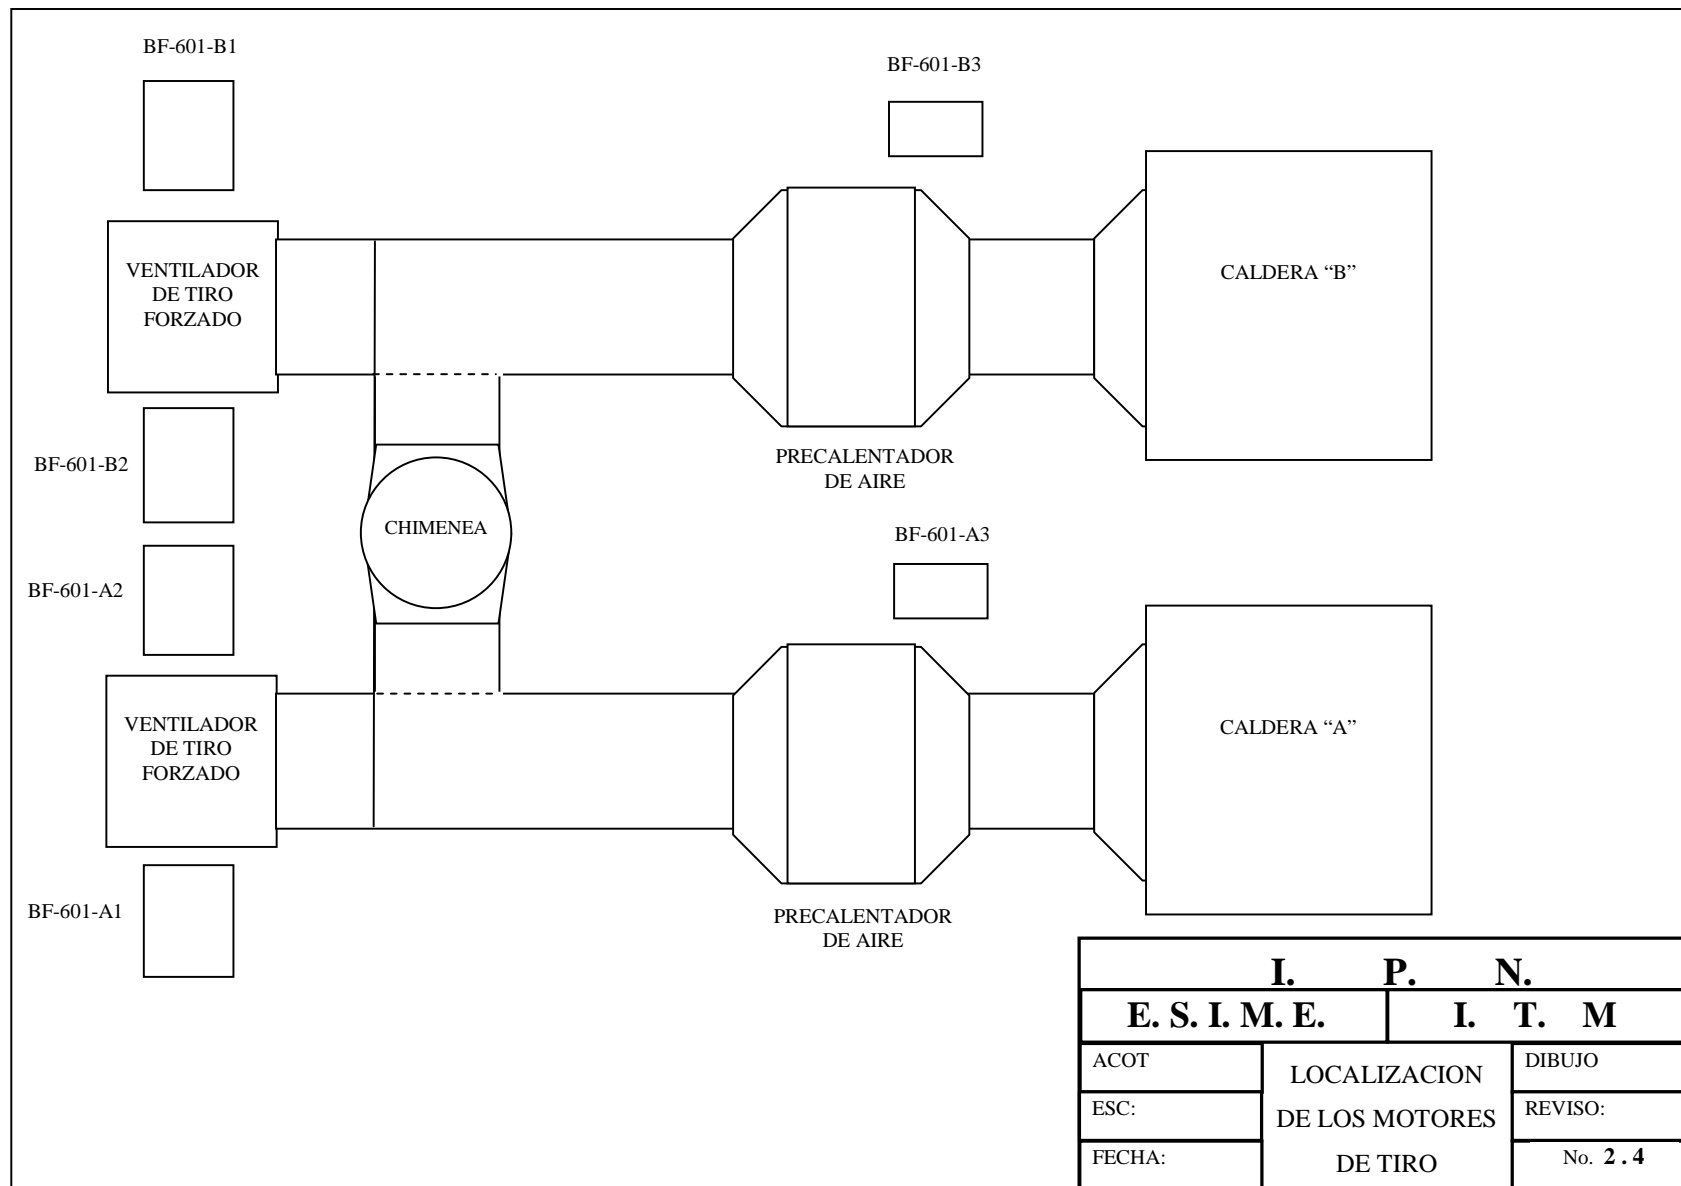 BF-601-B1
BF-601-B3
VENTILADOR
DE TIRO
FORZADO
CALDERA “B”
PRECALENTADOR
DE AIRE
BF-601-B2
CHIMENEA
BF-601-A3
BF-601-A2
VENTILADOR
DE TIRO
FORZADO
CALDERA “A”
BF-601-A1
PRECALENTADOR
DE AIRE
I. P. N.
E. S. I. M. E.
I. T. M
ACOT
LOCALIZACION
DE LOS MOTORES
DE TIRO
DIBUJO
ESC:
REVISO:
FECHA:
No. 2 . 4